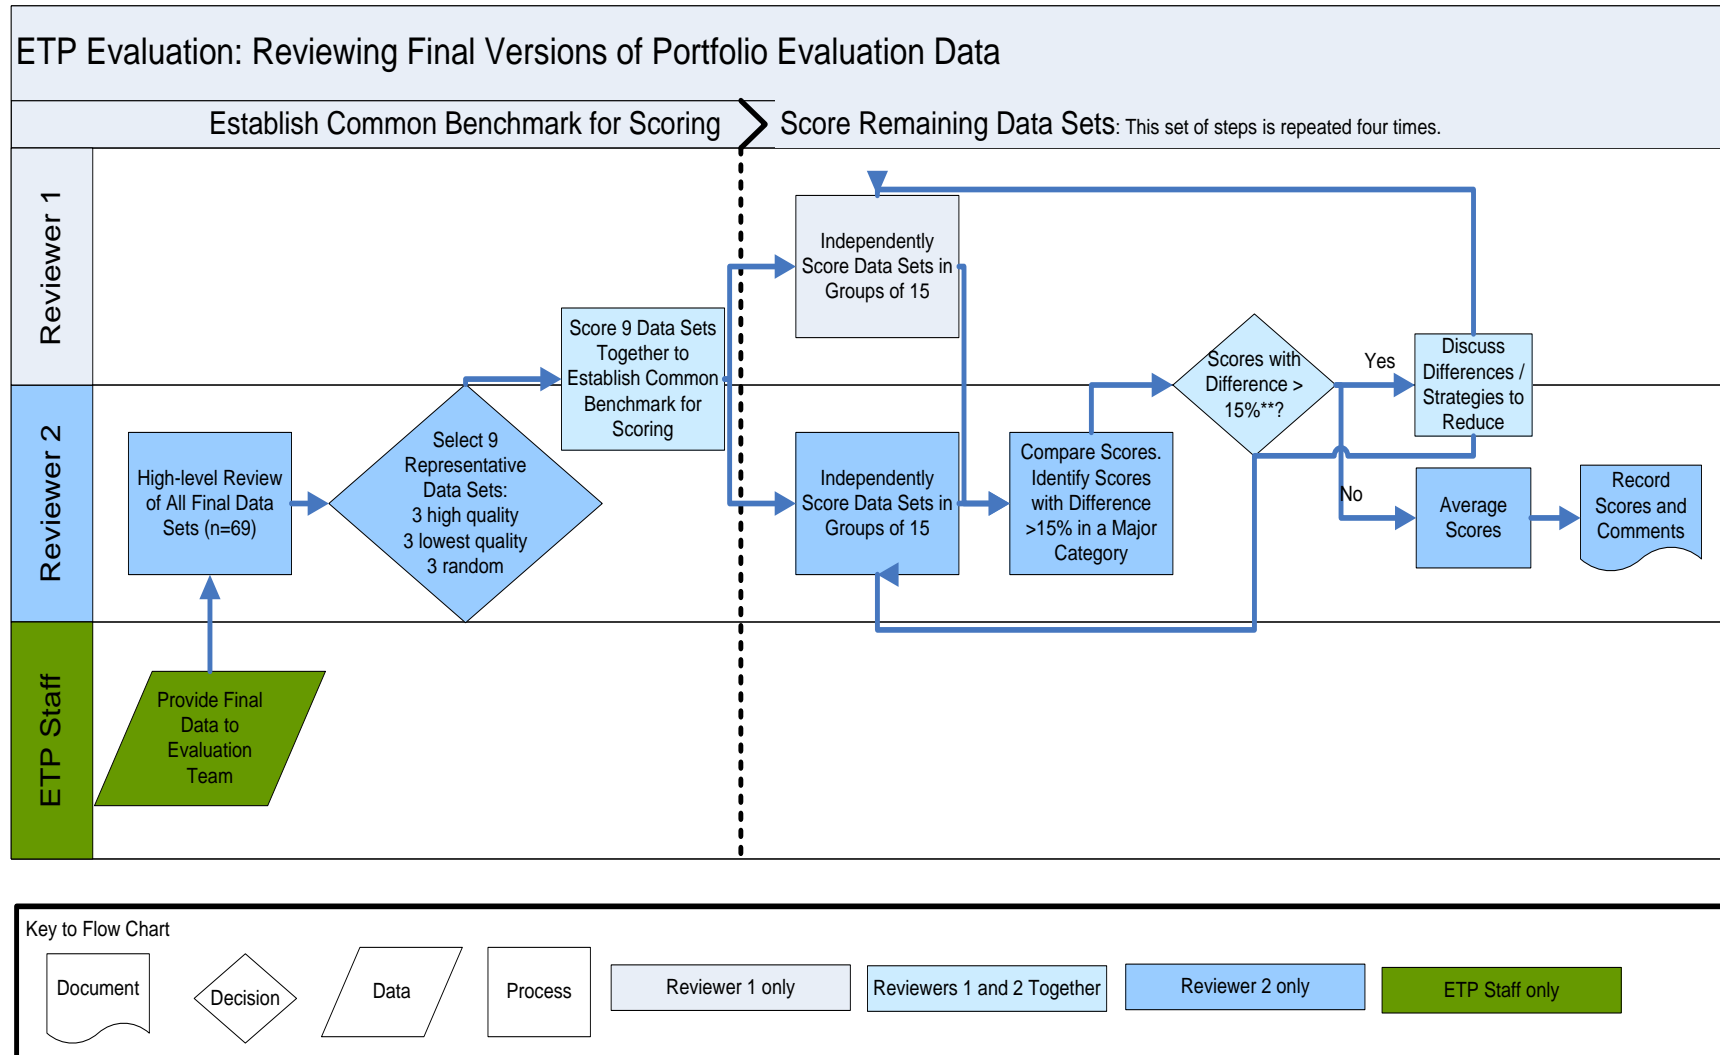 ETP Evaluation: Reviewing Final Versions of Portfolio Evaluation Data
Establish Common Benchmark for Scoring
Score Remaining Data Sets: This set of steps is repeated four times.
Reviewer 1
Independently
Score Data Sets in
Groups of 15
Score 9 Data Sets
Together to
Establish Common
Benchmark for
Scoring
Scores with
Difference >
15%**?
Yes
No
Discuss
Differences /
Strategies to
Reduce
Reviewer 2
High-level Review
of All Final Data
Sets (n=69)
Select 9
Representative
Data Sets:
3 high quality
3 lowest quality
3 random
Independently
Score Data Sets in
Groups of 15
Compare Scores.
Identify Scores
with Difference
>15% in a Major
Category
Average
Scores
Record
Scores and
Comments
ETP Staff
Provide Final
Data to
Evaluation
Team
Key to Flow Chart
Document
Decision
Data
Process
Reviewer 1 only
Reviewers 1 and 2 Together
Reviewer 2 only
ETP Staff only